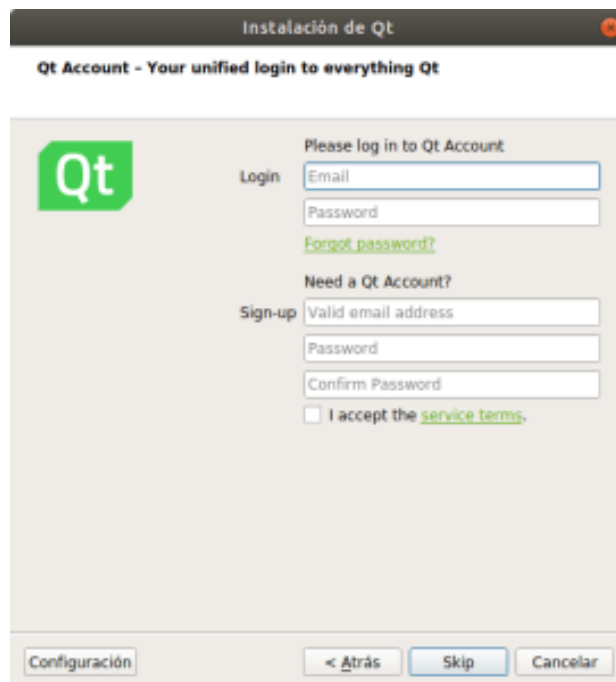 Instalación de Qt
Qt Account – Your unified login to everything Qt
Qt
Please log in to Qt Account
Login Email
Password
Forgot password?
Need a Qt Account?
Sign-up Valid email address
Password
Confirm Password
I accept the service terms.
Configuración < Atrás Skip Cancelar